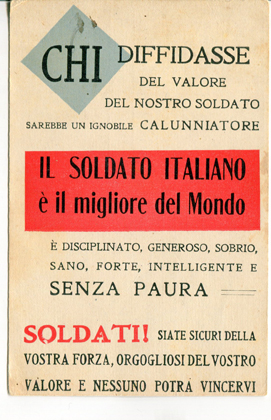 CHI DIFFIDASSE
DEL VALORE
DEL NOSTRO SOLDATO
SAREBBE UN IGNOBILE CALUNNIATORE
IL SOLDATO ITALIANO
è il migliore del Mondo
È DISCIPLINATO, GENEROSO, SOBRIO,
SANO, FORTE, INTELLIGENTE E
SENZA PAURA
SOLDATI! SIATE SICURI DELLA
VOSTRA FORZA, ORGOGLIOSI DEL VOSTRO
VALORE E NESSUNO POTRÀ VINCERVI